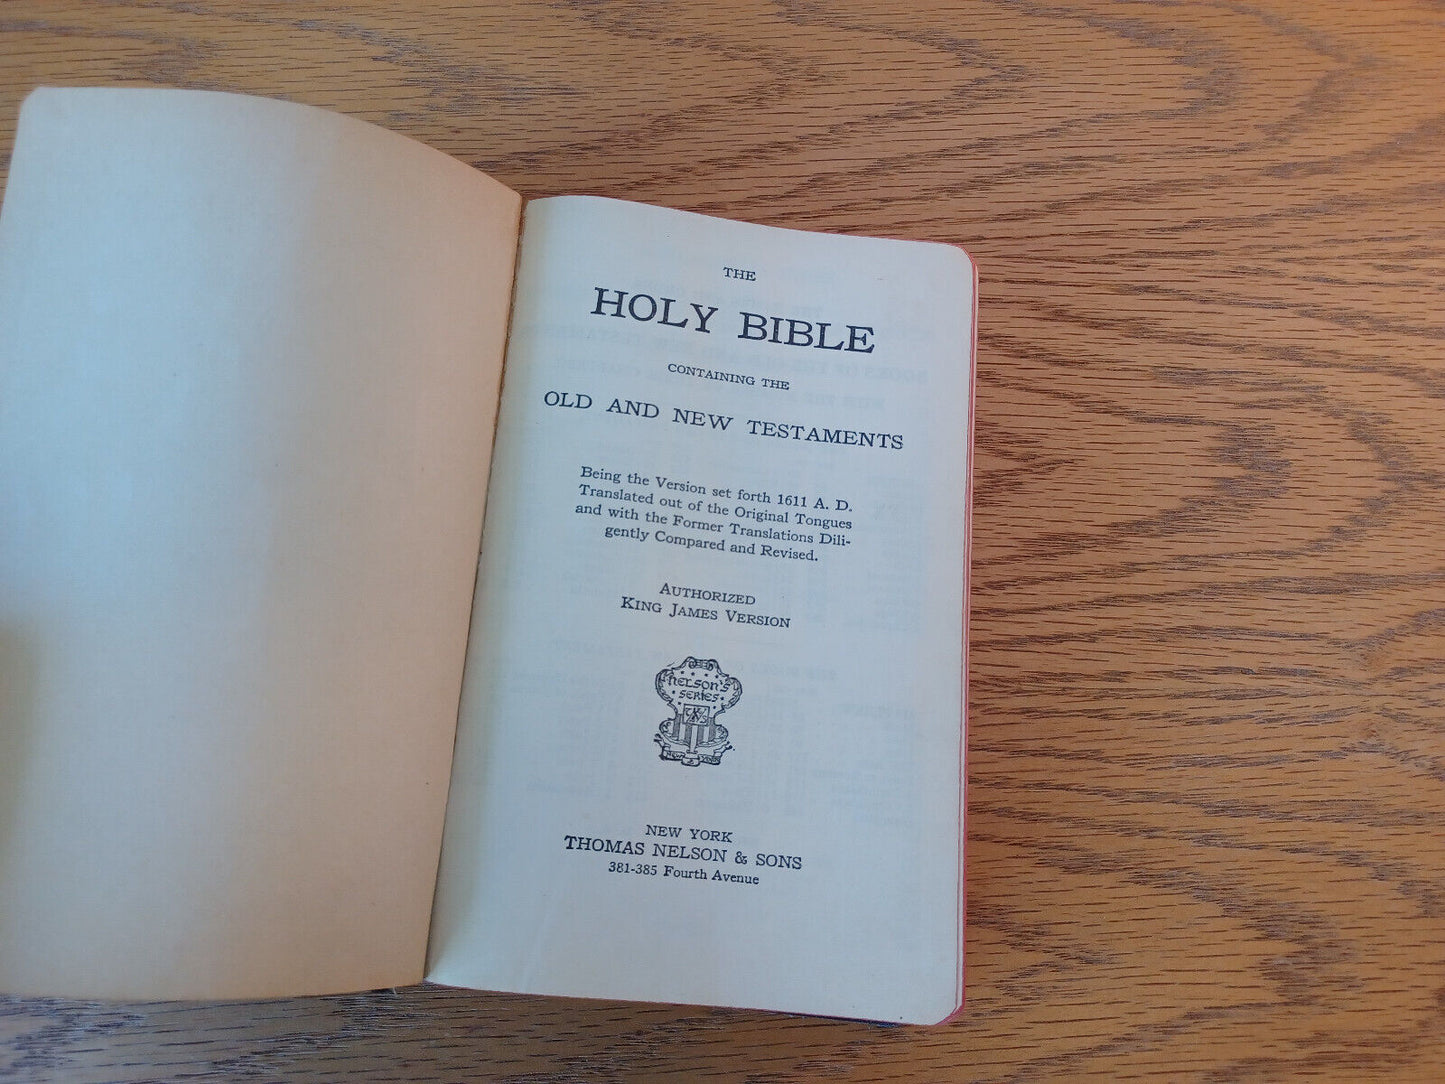 THE
HOLY BIBLE
CONTAINING THE
OLD AND NEW TESTAMENTS
Being the Version set forth 1611 A. D.
Translated out of the Original Tongues
and with the Former Translations Dili-
gently Compared and Revised.
AUTHORIZED
KING JAMES VERSION
NELSON'S
SERIES
NEW YORK
THOMAS NELSON & SONS
381-385 Fourth Avenue